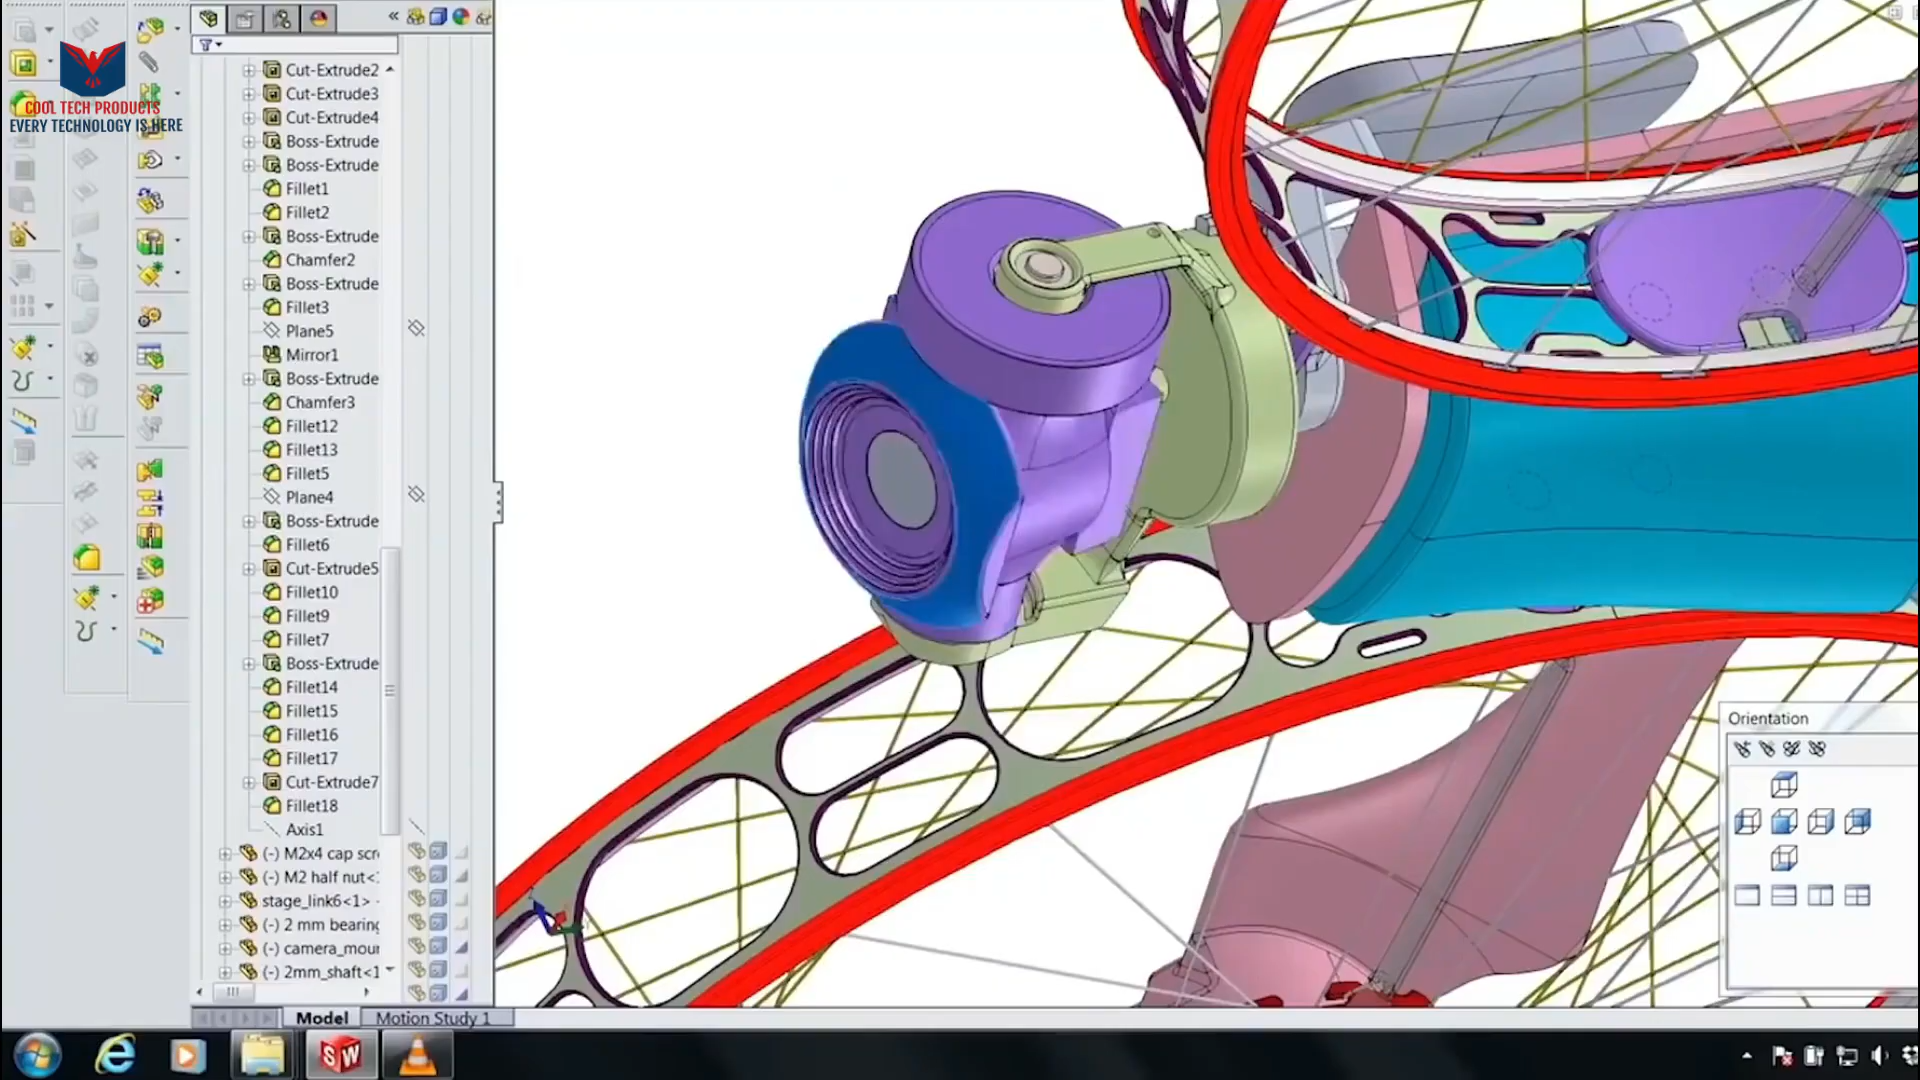 COOL TECH PRODUCTS
EVERY TECHNOLOGY IS HERE
Cut-Extrude2
Cut-Extrude3
Cut-Extrude4
Boss-Extrude
Boss-Extrude
Fillet1
Fillet2
Boss-Extrude
Chamfer2
Boss-Extrude
Fillet3
Plane5
Mirror1
Boss-Extrude
Chamfer3
Fillet12
Fillet13
Fillet5
Plane4
Boss-Extrude
Fillet6
Cut-Extrude5
Fillet10
Fillet9
Fillet7
Boss-Extrude
Fillet14
Fillet15
Fillet16
Fillet17
Cut-Extrude7
Fillet18
Axis1
(-) M2x4 cap scr
(-) M2 half nut<
stage_link6<1>
(-) 2 mm bearing
(-) camera_mou
(-) 2mm_shaft<1
Model
Motion Study 1
Orientation
SW